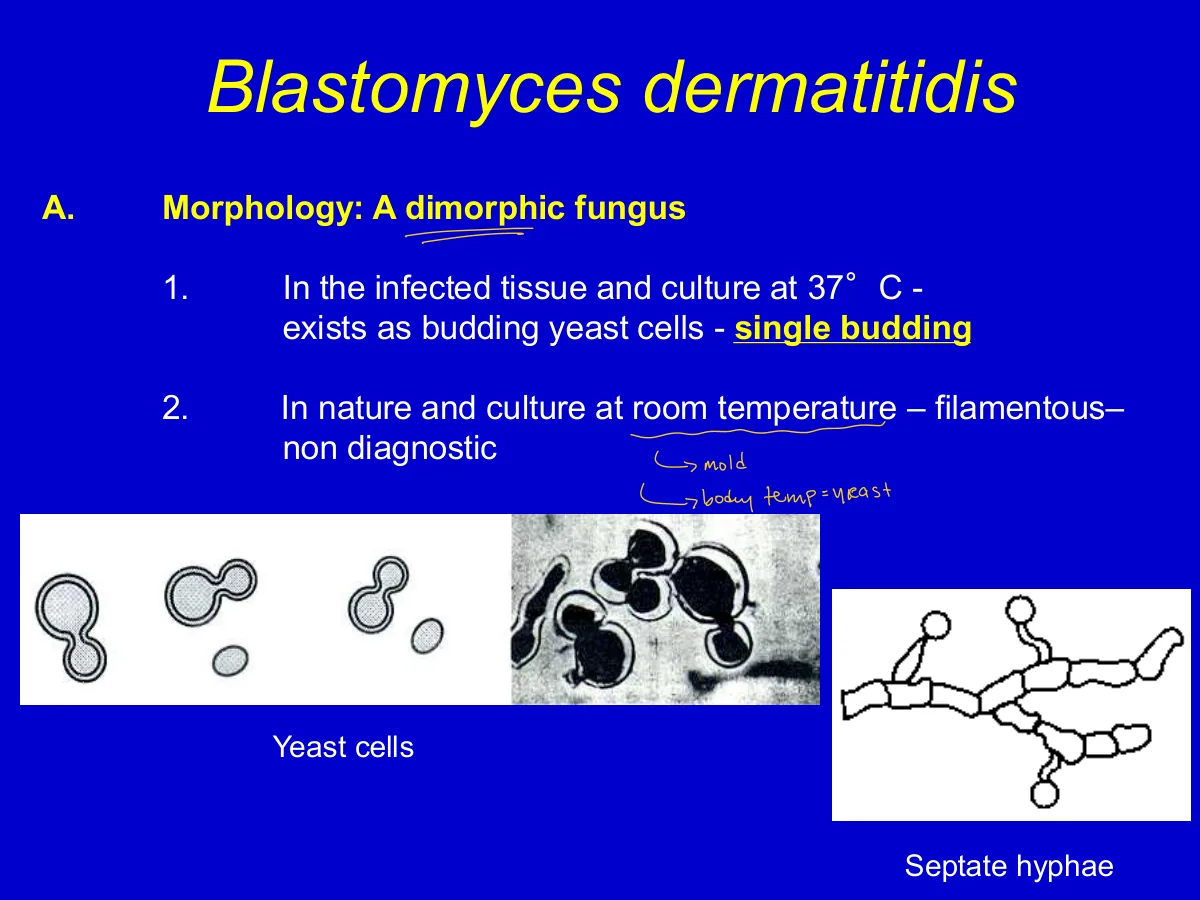 Blastomyces dermatitidis
A. Morphology: A dimorphic fungus
1. In the infected tissue and culture at 37° C -
exists as budding yeast cells - single budding
2. In nature and culture at room temperature – filamentous–
non diagnostic
mold
body temp = yeast
Yeast cells
Septate hyphae